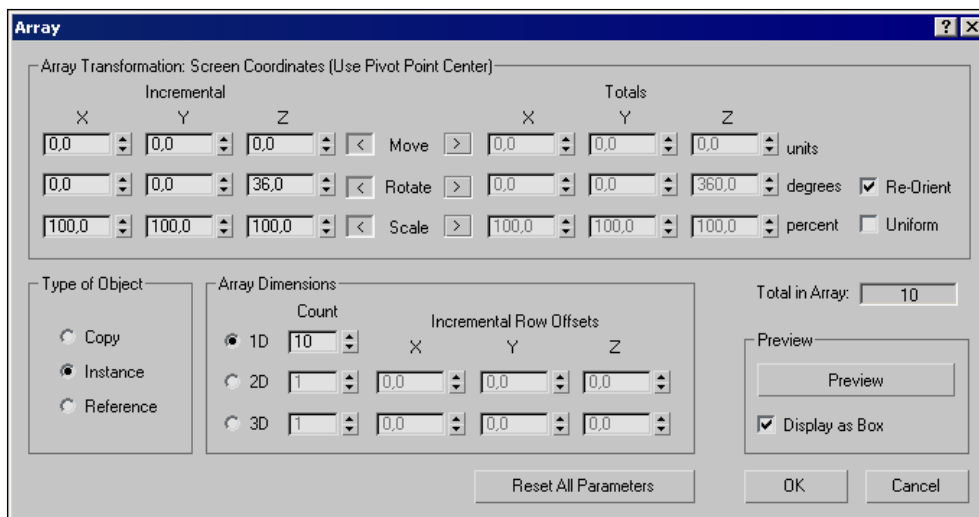 Array
Array Transformation: Screen Coordinates (Use Pivot Point Center)
Incremental Totals
X Y Z X Y Z
0,0 0,0 0,0 < Move > 0,0 0,0 0,0 units
0,0 0,0 36,0 < Rotate > 0,0 0,0 360,0 degrees Re-Orient
100,0 100,0 100,0 < Scale > 100,0 100,0 100,0 percent Uniform
Type of Object
Copy
Instance
Reference
Array Dimensions
Count Incremental Row Offsets
1D 10 X Y Z
2D 1 0,0 0,0 0,0
3D 1 0,0 0,0 0,0
Total in Array: 10
Preview
Preview
Display as Box
Reset All Parameters OK Cancel